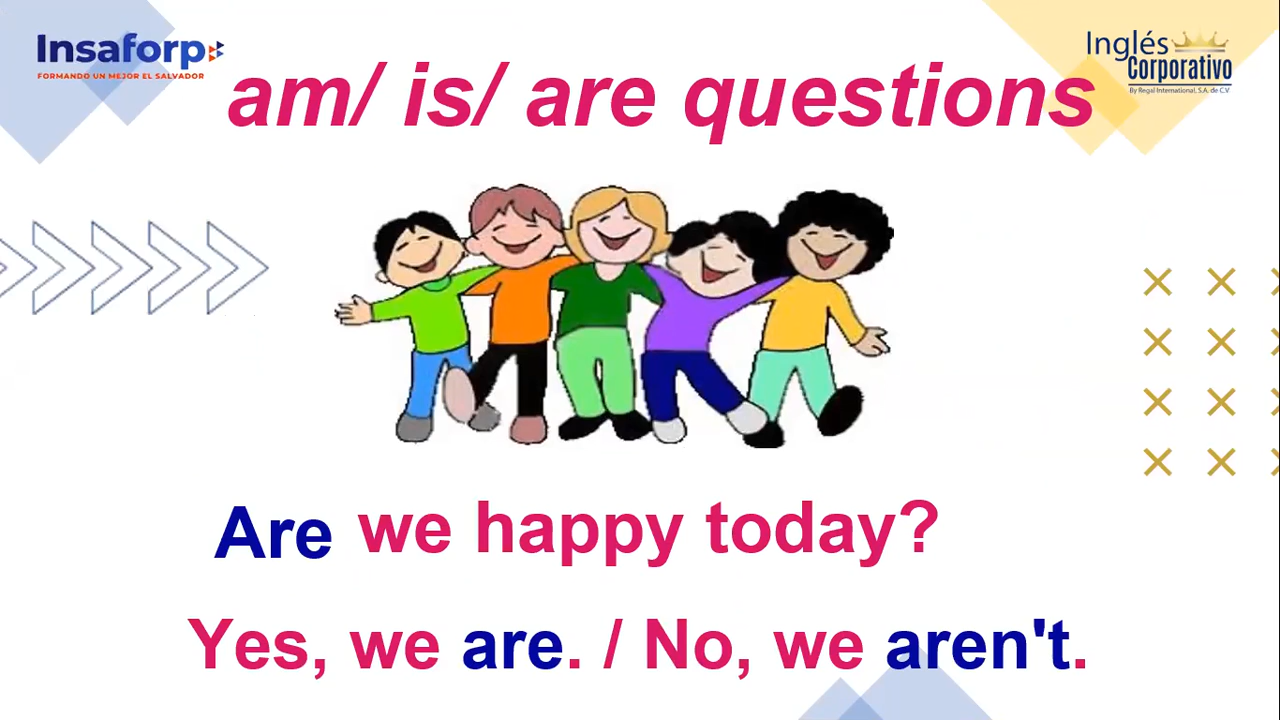 Insaforp
FORMANDO UN MEJOR EL SALVADOR
Inglés
Corporativo
By Regal International, S.A. de C.V
am/ is/ are questions
Are we happy today?
Yes, we are. / No, we aren't.